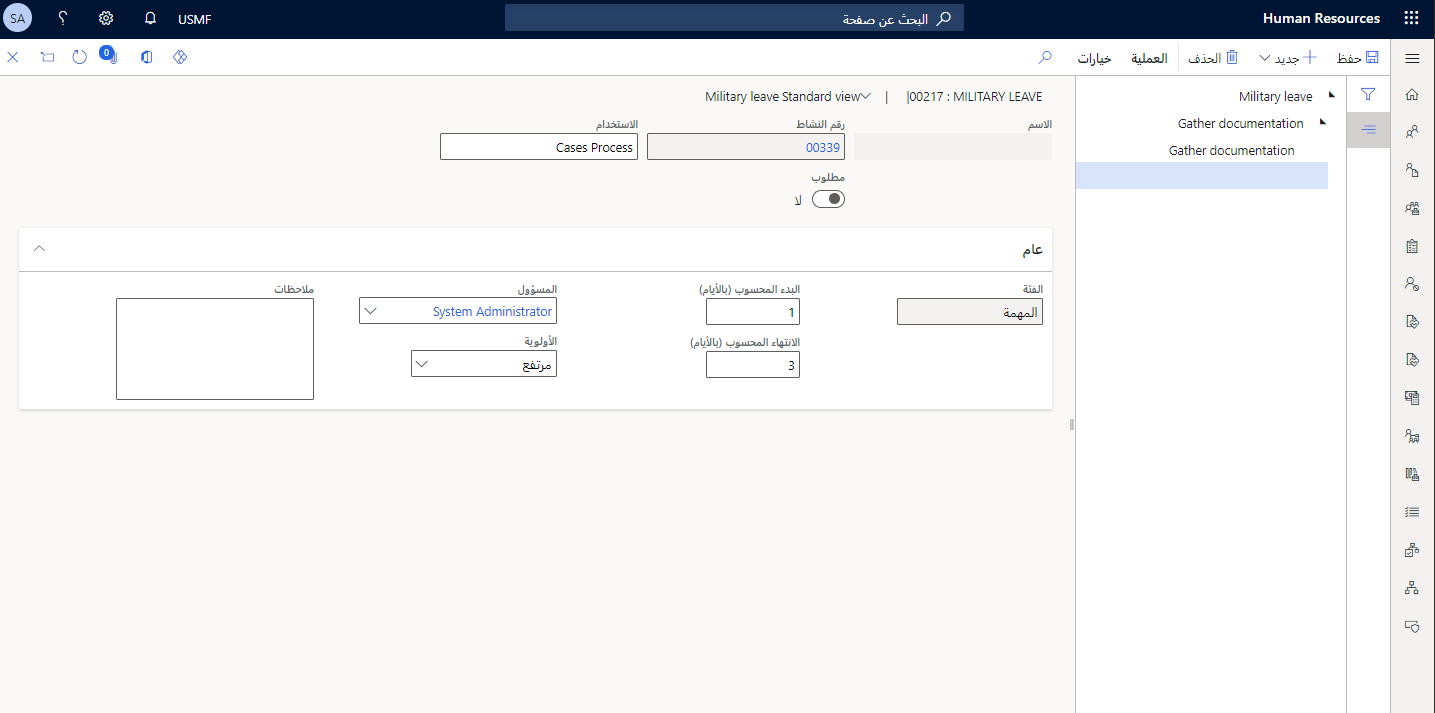 Human Resources
البحث عن صفحة
USMF
SA
حفظ
جديد
الحذف
العملية
خيارات
0
Military leave
Gather documentation
Gather documentation
|00217 : MILITARY LEAVE | Military leave Standard view
الاسم
رقم النشاط
الاستخدام
00339
Cases Process
مطلوب
لا
عام
الفئة
البدء المحسوب (بالأيام)
المسؤول
ملاحظات
المهمة
1
System Administrator
الانتهاء المحسوب (بالأيام)
الأولوية
3
مرتفع